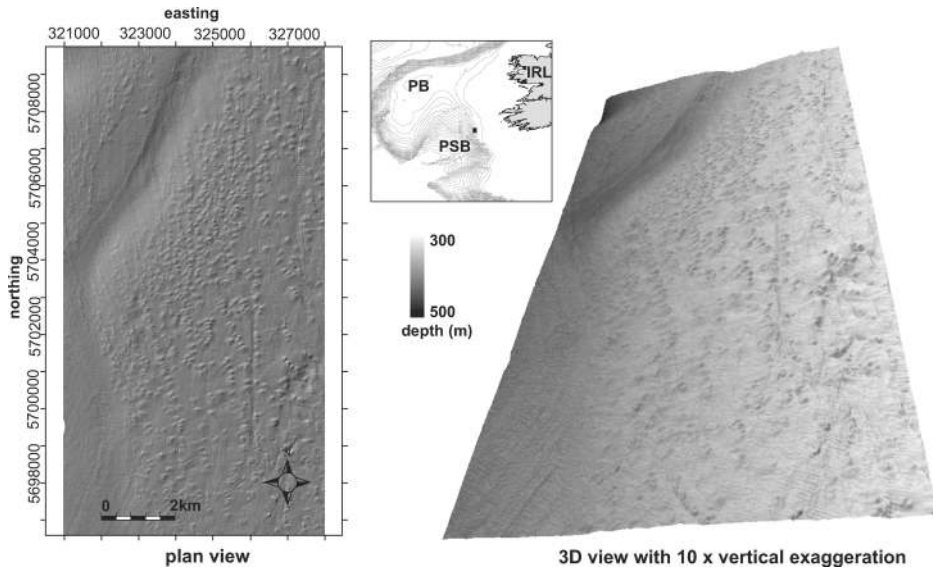 easting
321000 323000 325000 327000
northing
5708000
5706000
5704000
5702000
5700000
5698000
0 2km
plan view
PB
IRL
PSB
300
500
depth (m)
3D view with 10 x vertical exaggeration